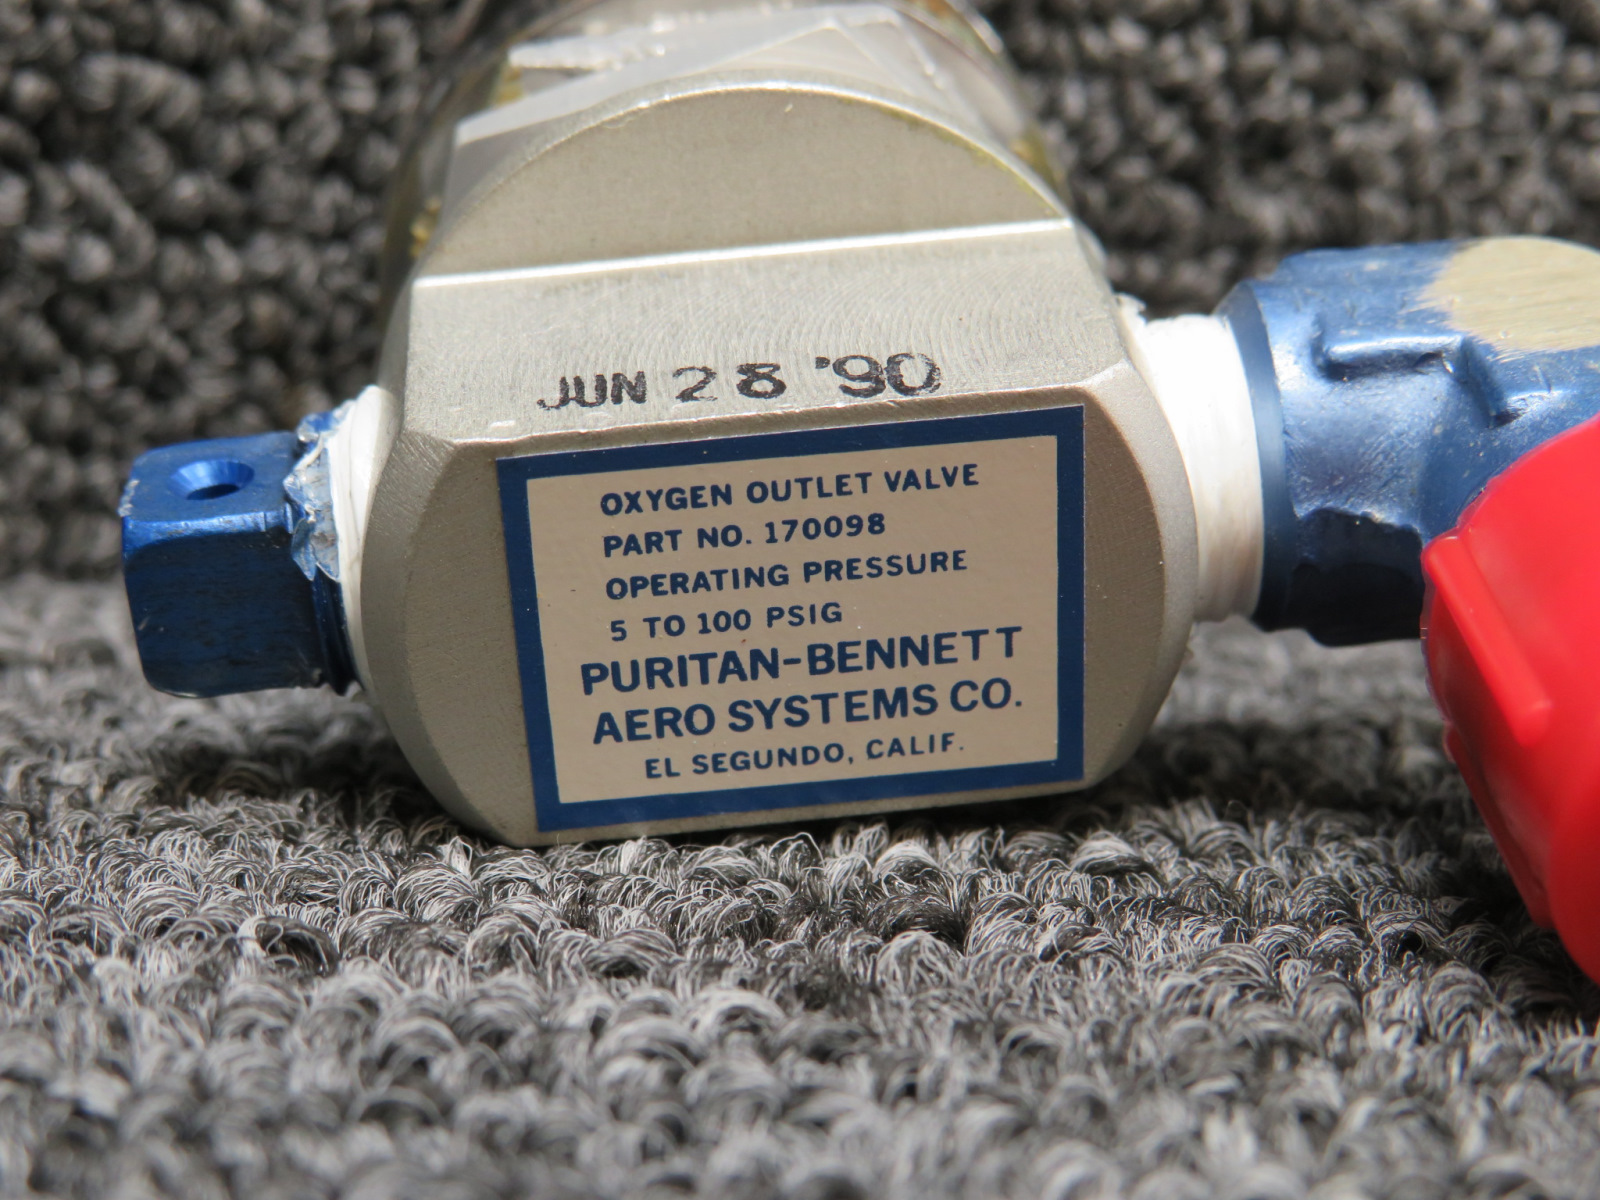 JUN 28 '90
OXYGEN OUTLET VALVE
PART NO. 170098
OPERATING PRESSURE
5 TO 100 PSIG
PURITAN-BENNETT
AERO SYSTEMS CO.
EL SEGUNDO, CALIF.